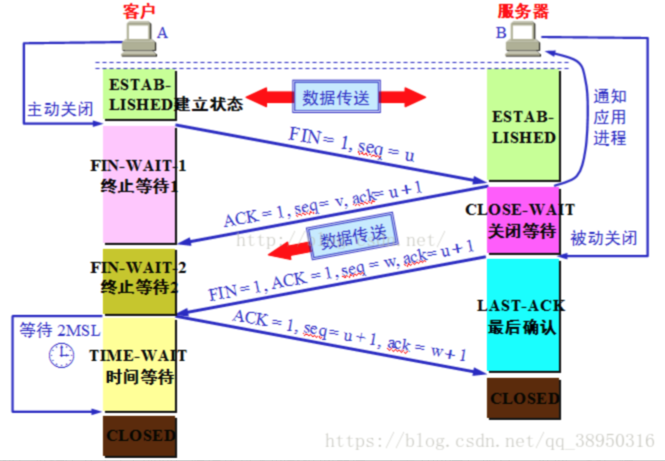 客户
服务器
A
B
ESTAB-
LISHED建立状态
主动关闭
数据传送
ESTAB-
LISHED
通知
应用
进程
FIN= 1, seq = u
FIN-WAIT-1
终止等待1
ACK = 1, seq= v, ack= u+1
CLOSE-WAIT
关闭等待
被动关闭
数据传送
FIN-WAIT-2
终止等待2
FIN= 1, ACK = 1, seq = w, ack= u+1
LAST-ACK
最后确认
等待 2MSL
ACK = 1, seq= u+1, ack = w+1
TIME-WAIT
时间等待
CLOSED
CLOSED
https://blog.csdn.net/qq_38950316